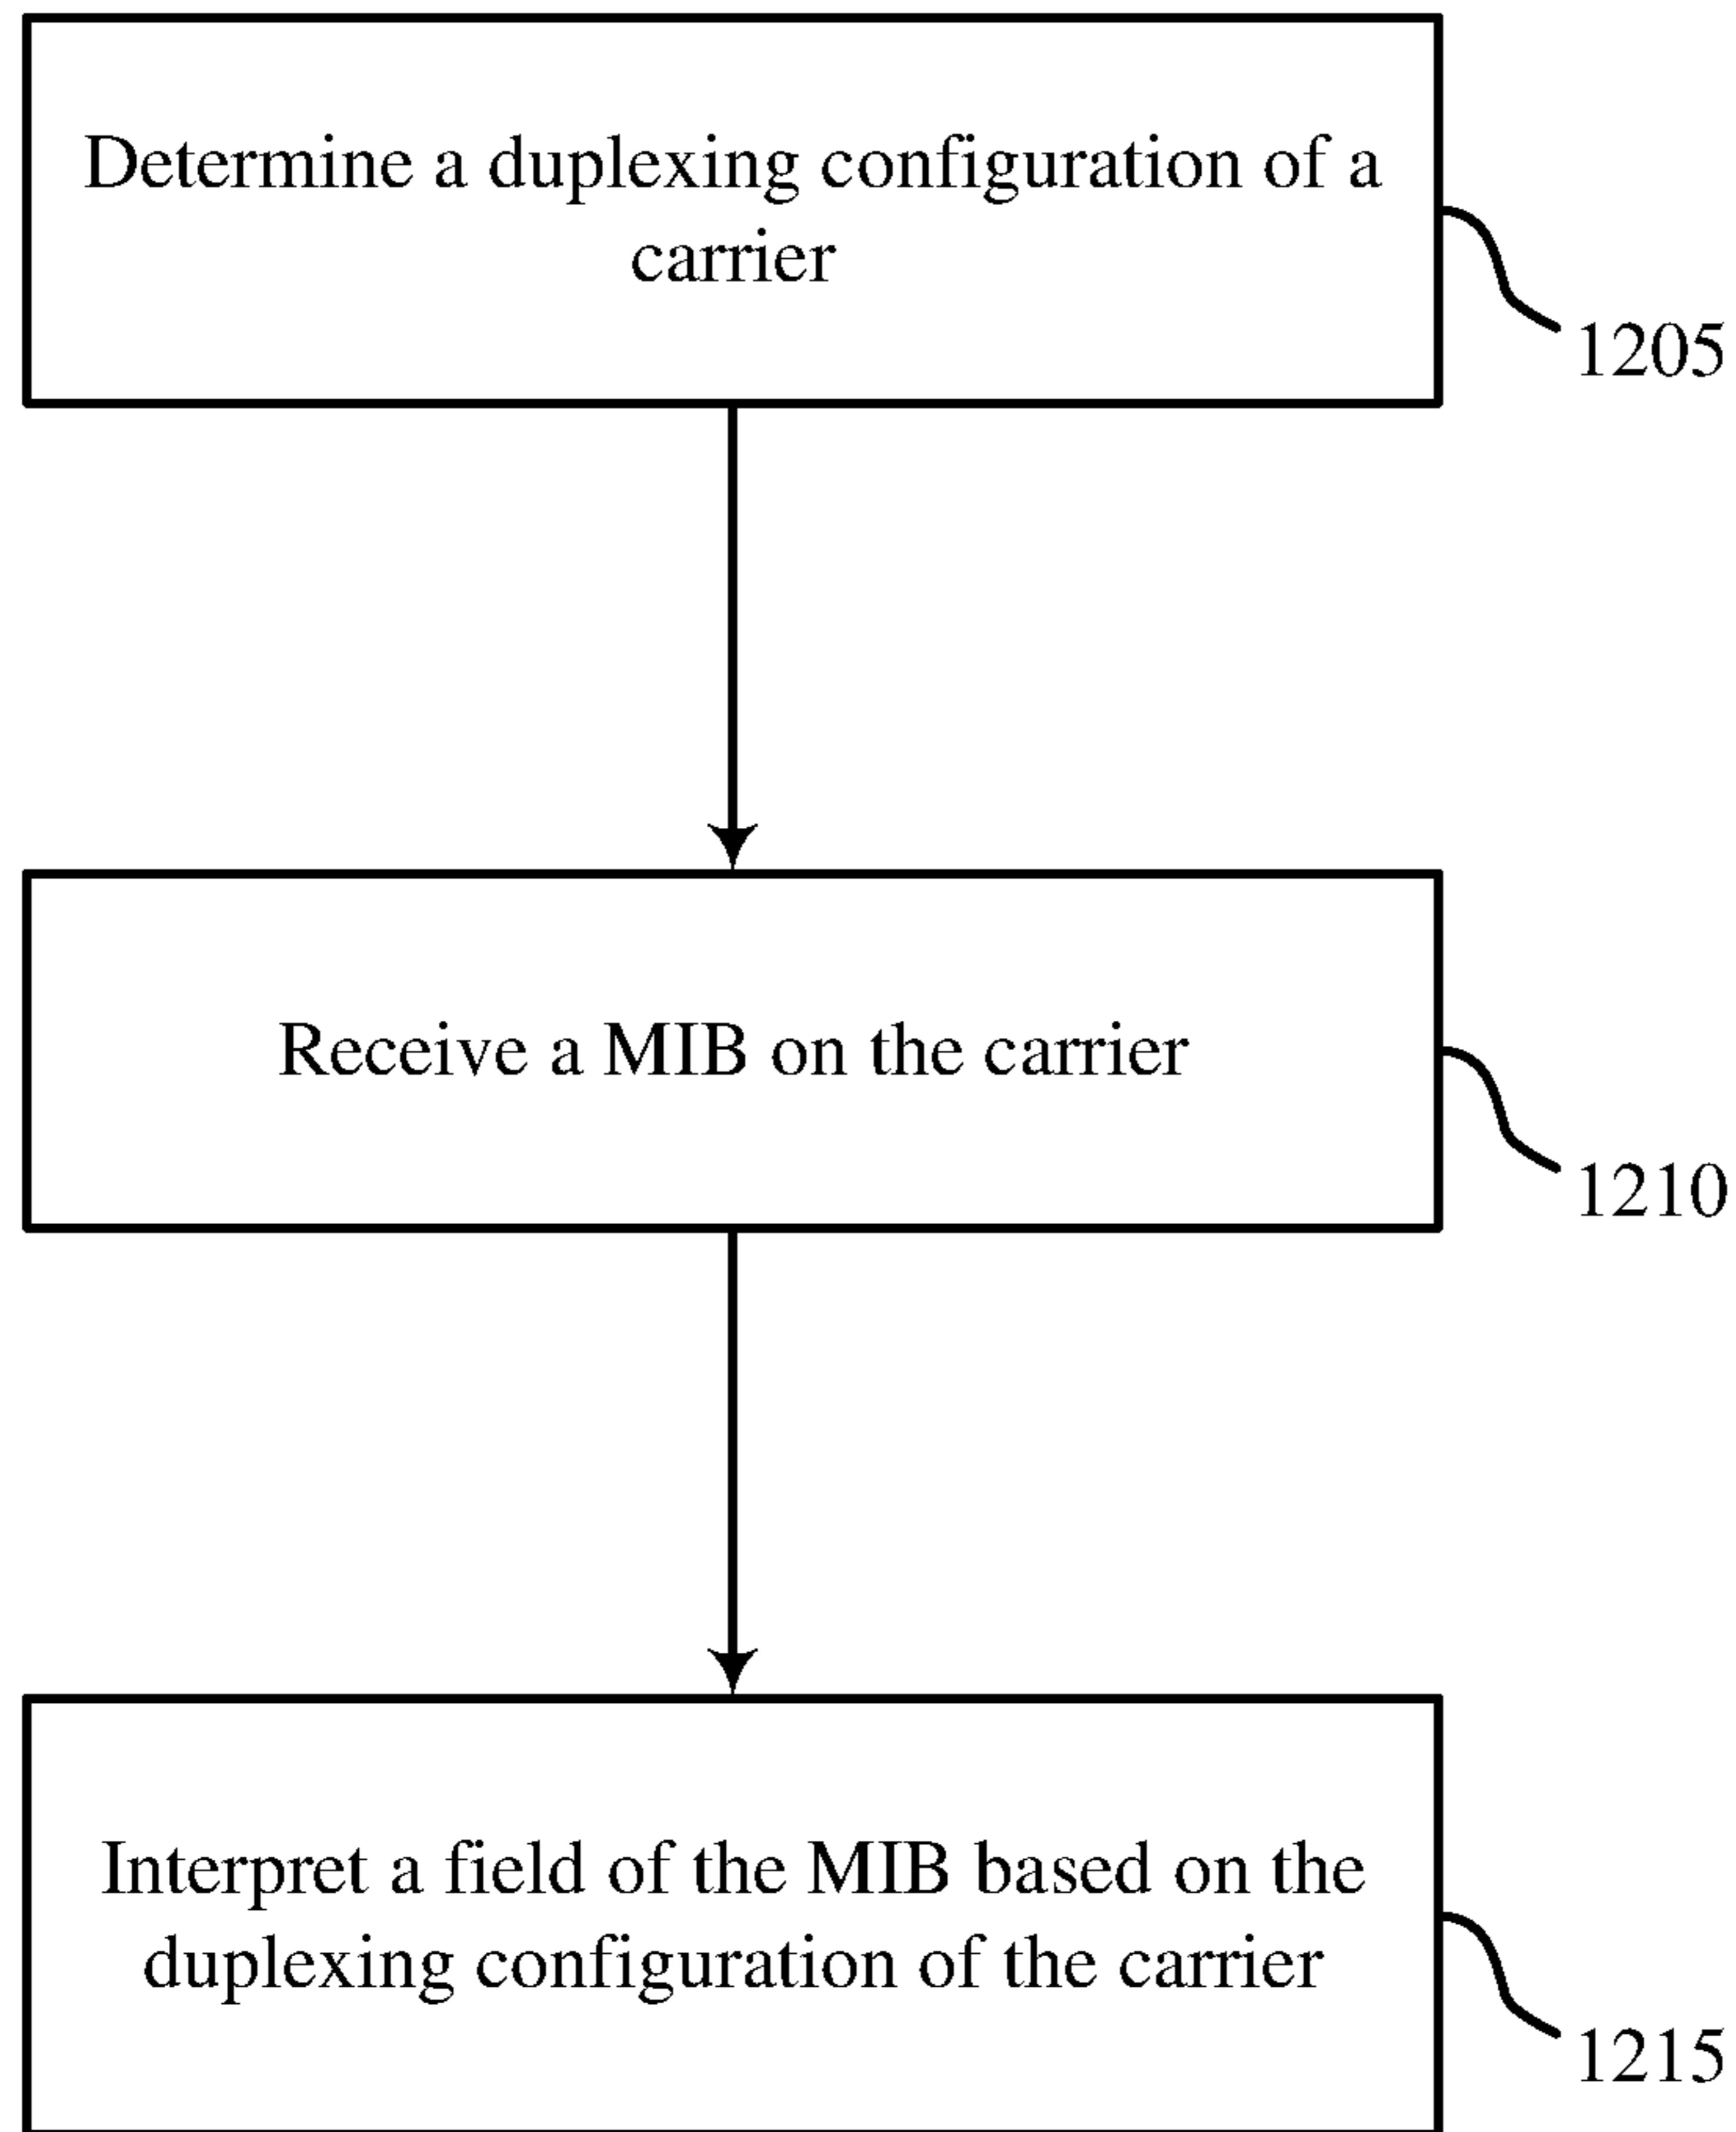 Determine a duplexing configuration of a
carrier
1205
Receive a MIB on the carrier
1210
Interpret a field of the MIB based on the
duplexing configuration of the carrier
1215